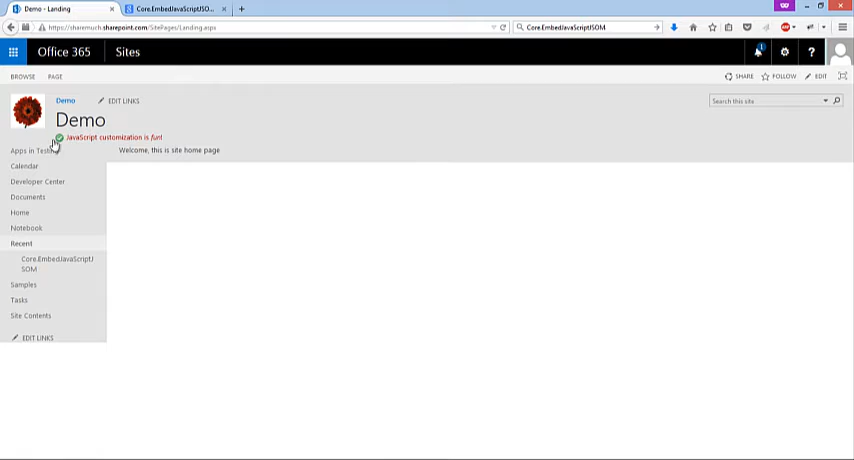 Demo - Landing
Core.EmbedJavaScriptJSO...
https://sharemuch.sharepoint.com/SitePages/Landing.aspx
Core.EmbedJavaScriptJSOM
ABP
Office 365
Sites
1
?
BROWSE
PAGE
SHARE
FOLLOW
EDIT
Demo
EDIT LINKS
Search this site
Demo
JavaScript customization is fun!
Apps in Testing
Welcome, this is site home page
Calendar
Developer Center
Documents
Home
Notebook
Recent
Core.EmbedJavaScriptJ
SOM
Samples
Tasks
Site Contents
EDIT LINKS